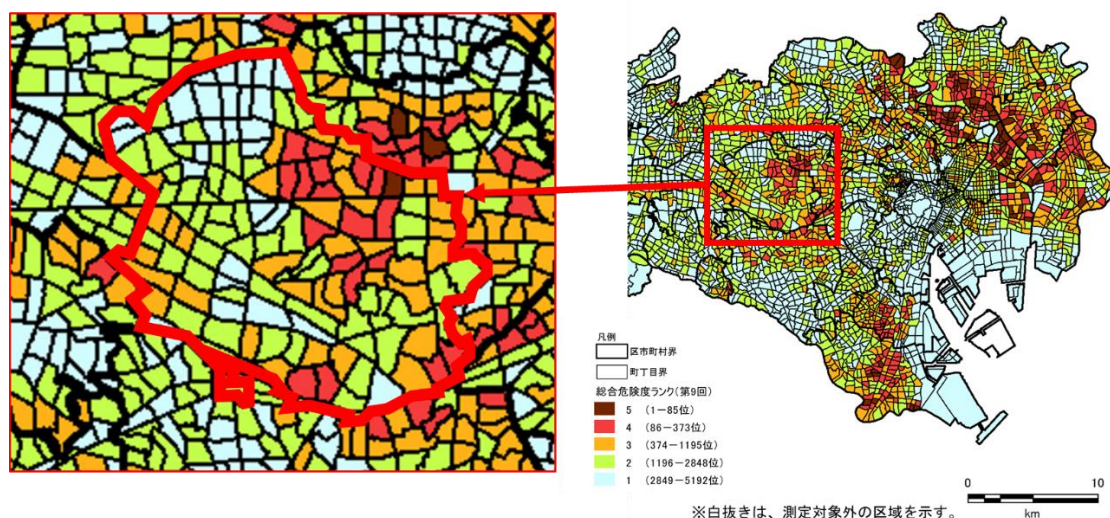 凡例
区市町村界
町丁目界
総合危険度ランク(第9回)
5 (1－85位)
4 (86－373位)
3 (374－1195位)
2 (1196－2848位)
1 (2849－5192位)
0 10
km
※白抜きは、測定対象外の区域を示す。